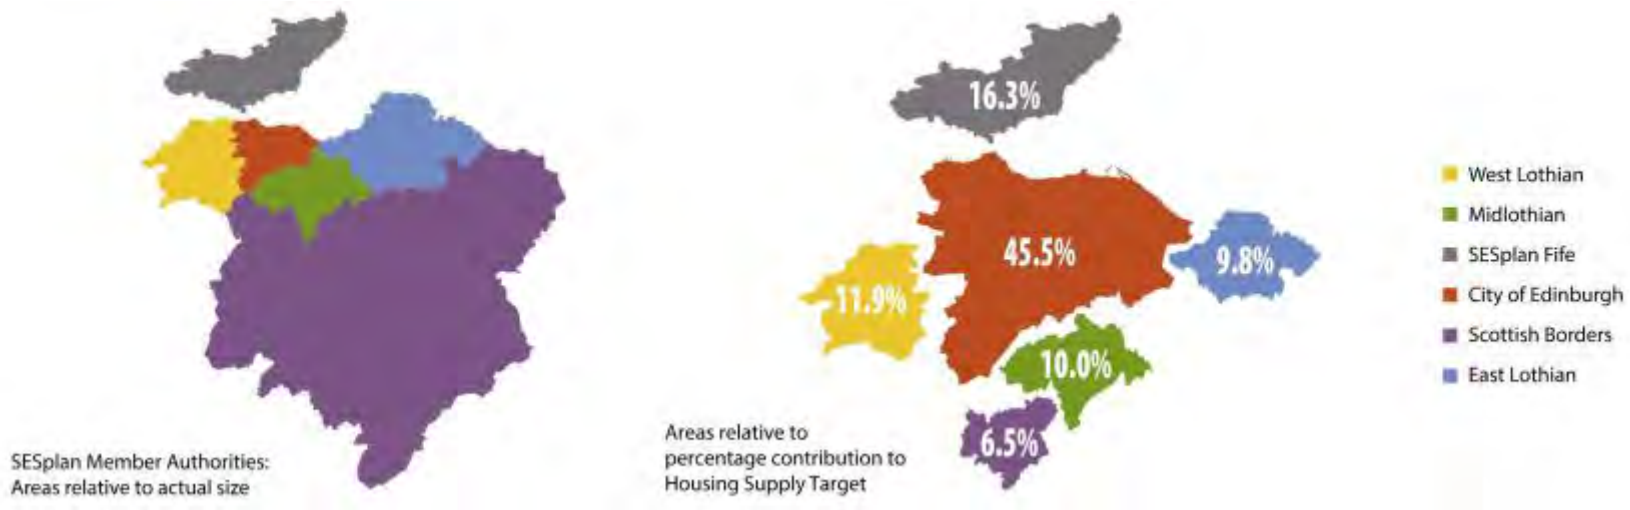 SESplan Member Authorities:
Areas relative to actual size
16.3%
45.5%
9.8%
11.9%
10.0%
6.5%
Areas relative to
percentage contribution to
Housing Supply Target
West Lothian
Midlothian
SESplan Fife
City of Edinburgh
Scottish Borders
East Lothian